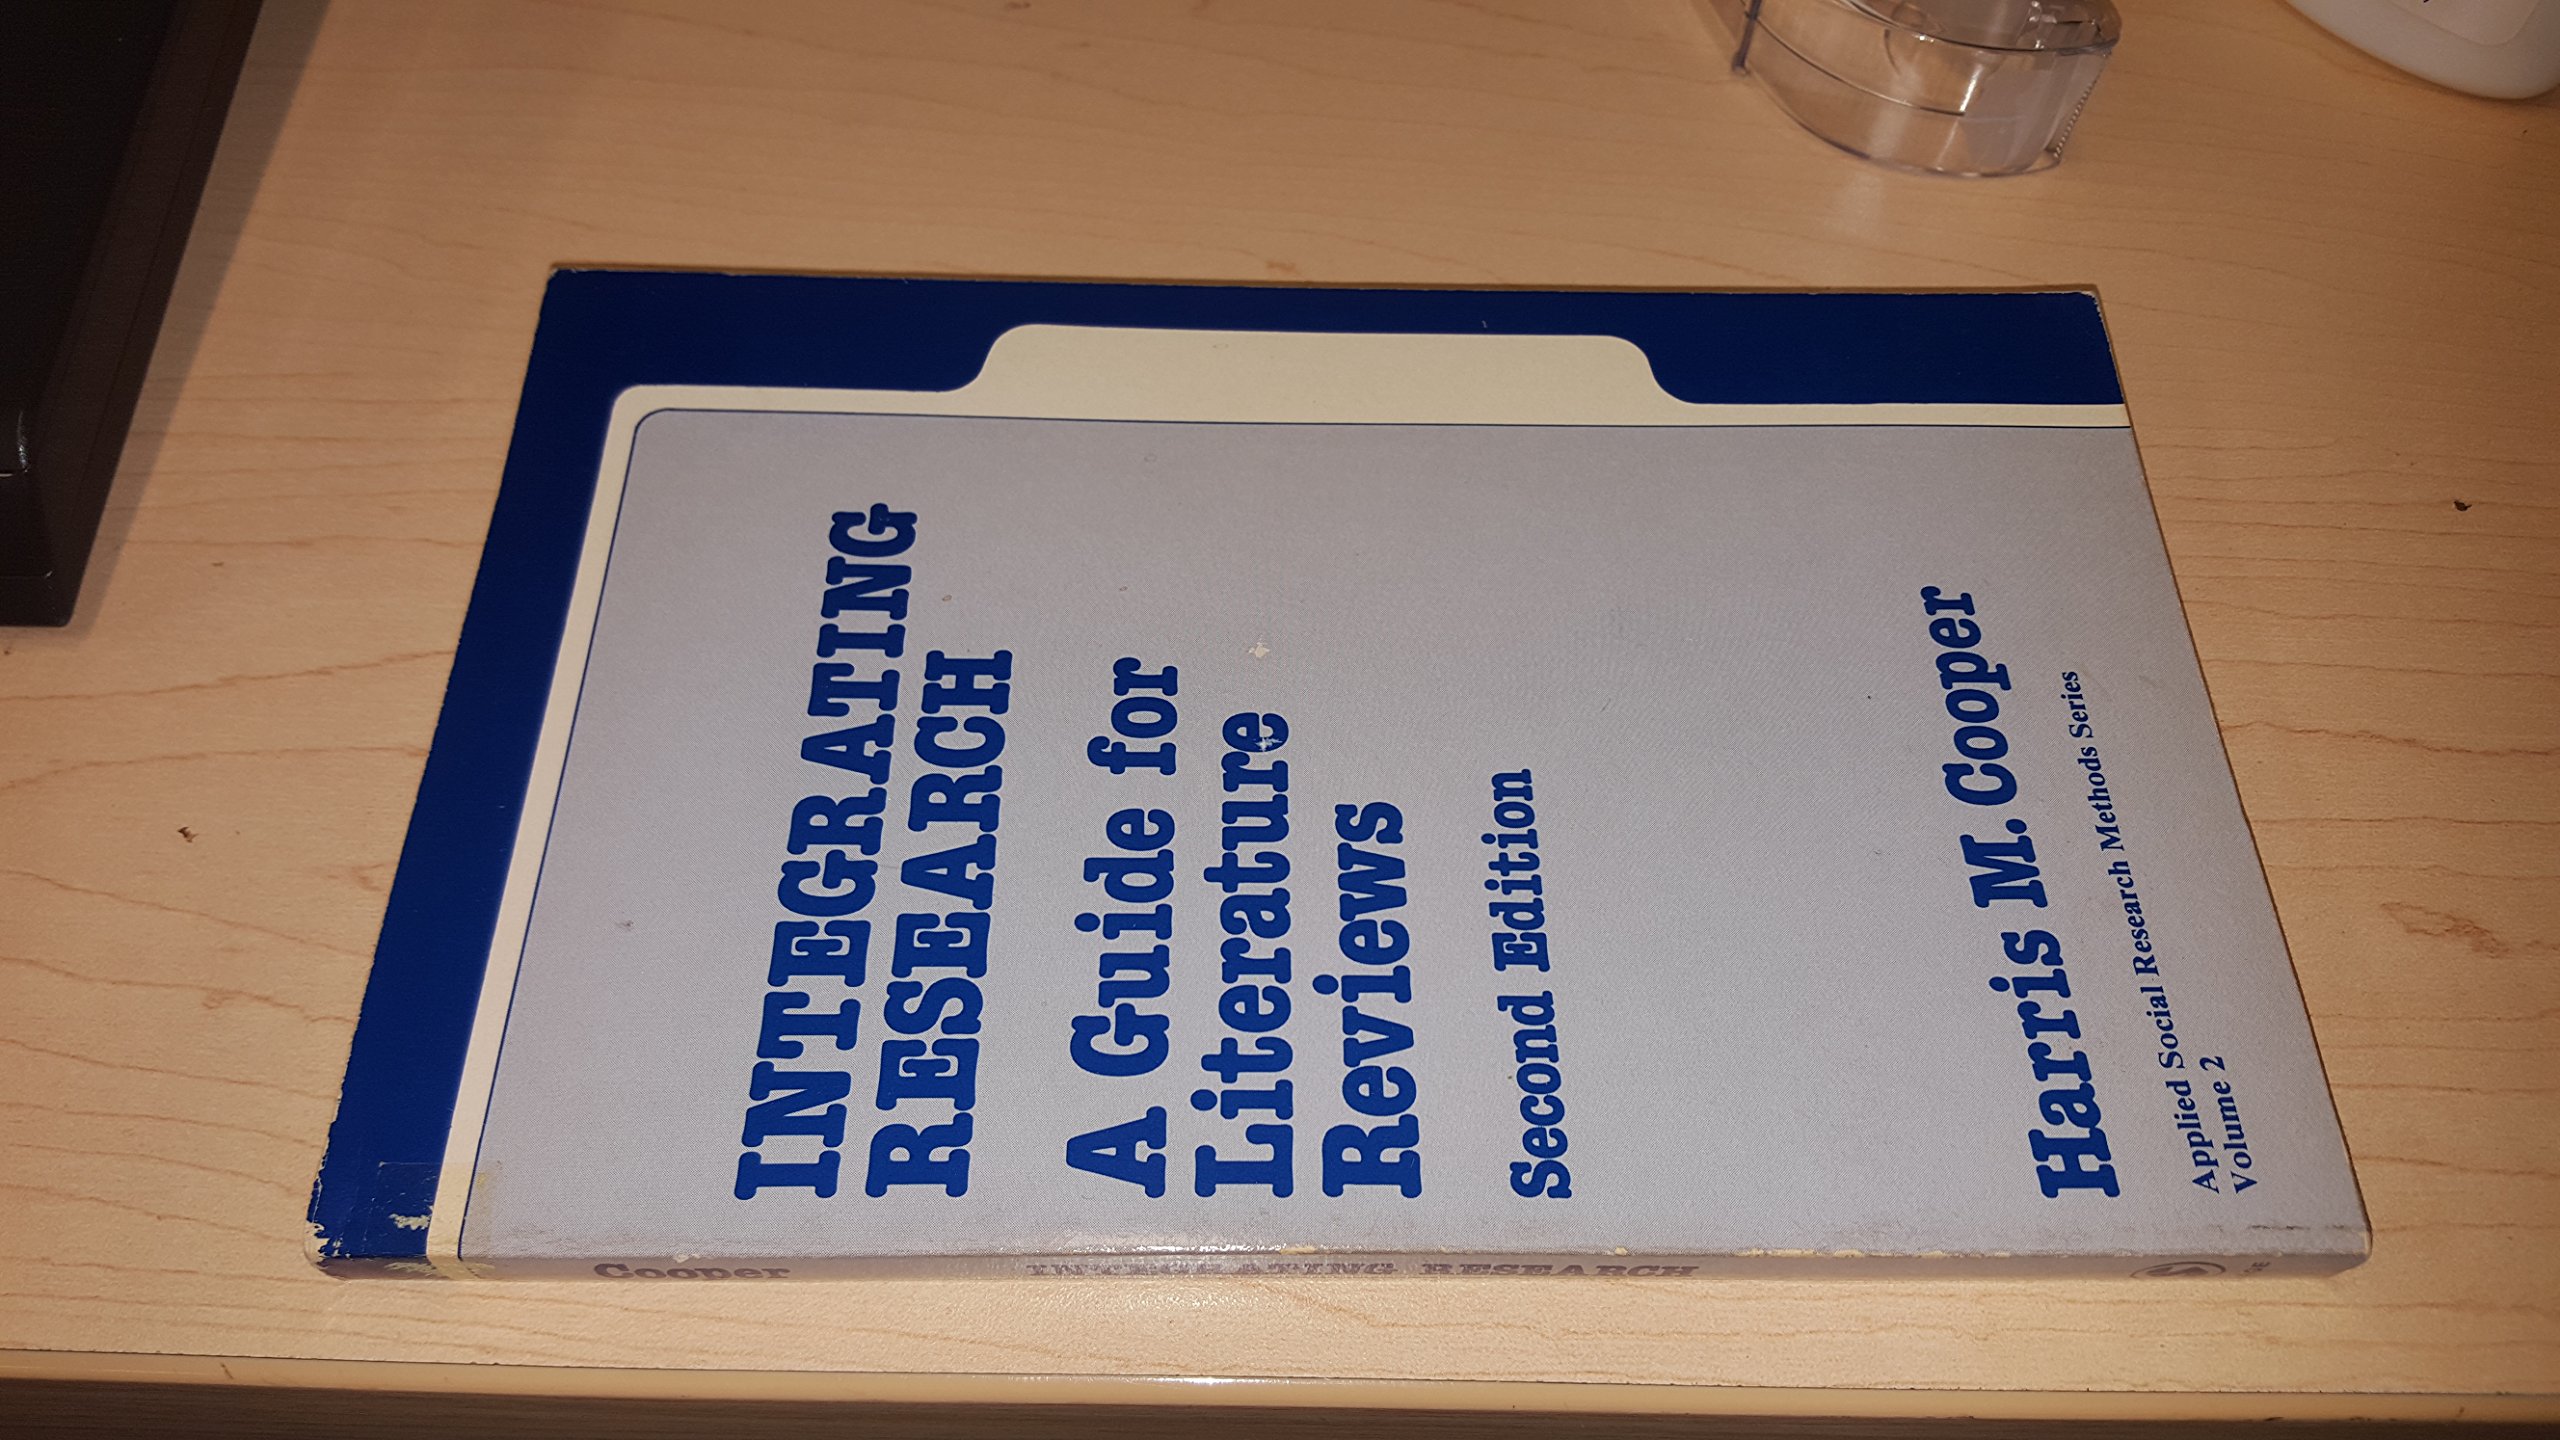 INTEGRATING
RESEARCH
A Guide for
Literature
Reviews
Second Edition
Harris M. Cooper
Applied Social Research Methods Series
Volume 2
Cooper
INTEGRATING RESEARCH